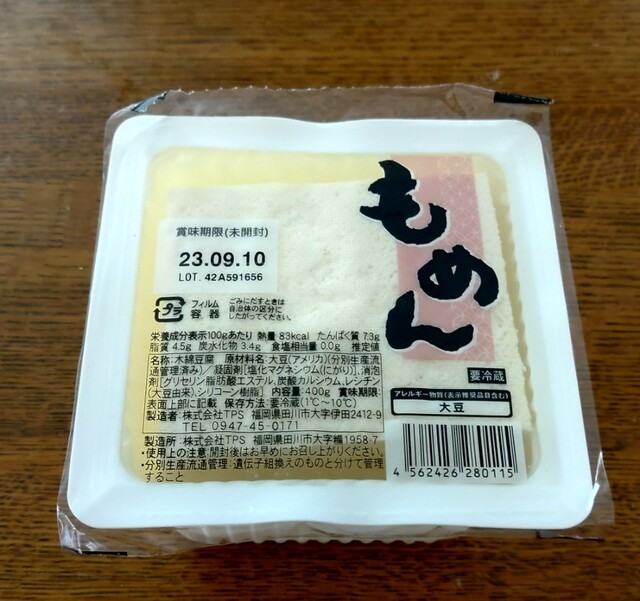 もめん
賞味期限(未開封)
23.09.10
LOT. 42A591656
プラ
フィルム
容器
ごみにだすときは
自治体の区分に
したがってください。
栄養成分表示100gあたり 熱量 83kcal たんぱく質 7.3g
脂質 4.5g 炭水化物 3.4g 食塩相当量 0.0g 推定値
名称:木綿豆腐 原材料名:大豆(アメリカ)(分別生産流
通管理済み)/凝固剤[塩化マグネシウム(にがり)]、消泡
剤[グリセリン脂肪酸エステル、炭酸カルシウム、レシチン
(大豆由来)、シリコーン樹脂] 内容量:400g 賞味期限:
表面上部に記載 保存方法:要冷蔵(1℃~10℃)
製造者: 株式会社TPS 福岡県田川市大字伊田2412-9
TEL 0947-45-0171
製造所: 株式会社TPS 福岡県田川市大字糒1958-7
・使用上の注意:開封後はお早めにお召し上がりください。
・分別生産流通管理:遺伝子組換えのものと分けて管理
すること
要冷蔵
アレルギー物質(表示推奨品目含む)
大豆
4 562426 280115